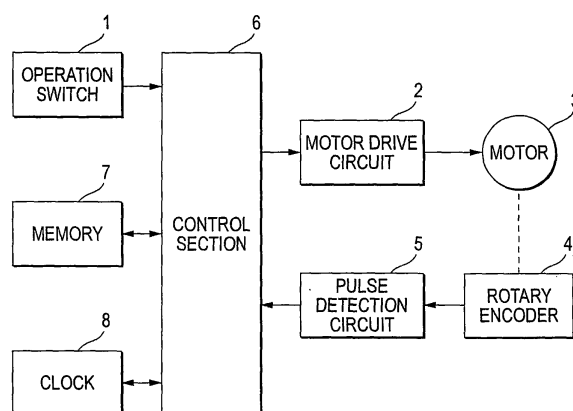 1
OPERATION
SWITCH
6
CONTROL
SECTION
2
MOTOR DRIVE
CIRCUIT
3
MOTOR
7
MEMORY
5
PULSE
DETECTION
CIRCUIT
4
ROTARY
ENCODER
8
CLOCK